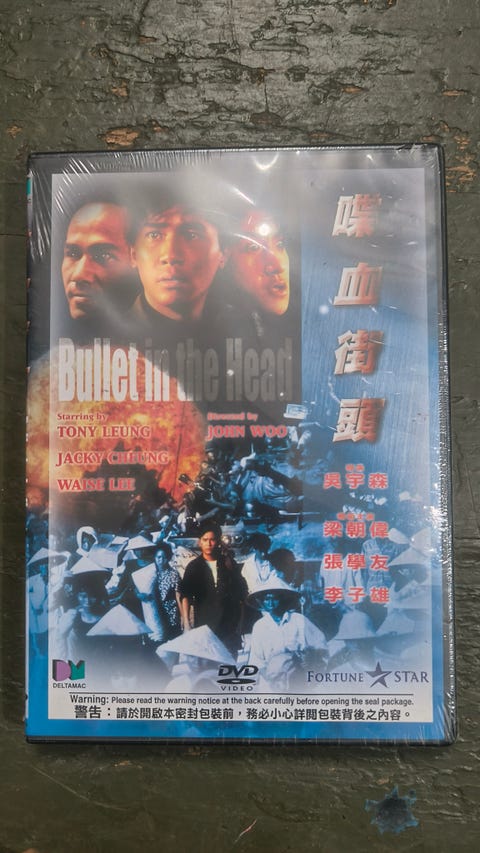 喋血街頭
Bullet in the Head
Starring by
TONY LEUNG
JACKY CHEUNG
WAISE LEE
Directed by
JOHN WOO
吳宇森
梁朝偉
張學友
李子雄
DM
DELTAMAC
DVD
VIDEO
FORTUNE STAR
Warning: Please read the warning notice at the back carefully before opening the seal package.
警告：請於開啟本密封包裝前，務必小心詳閱包裝背後之內容。